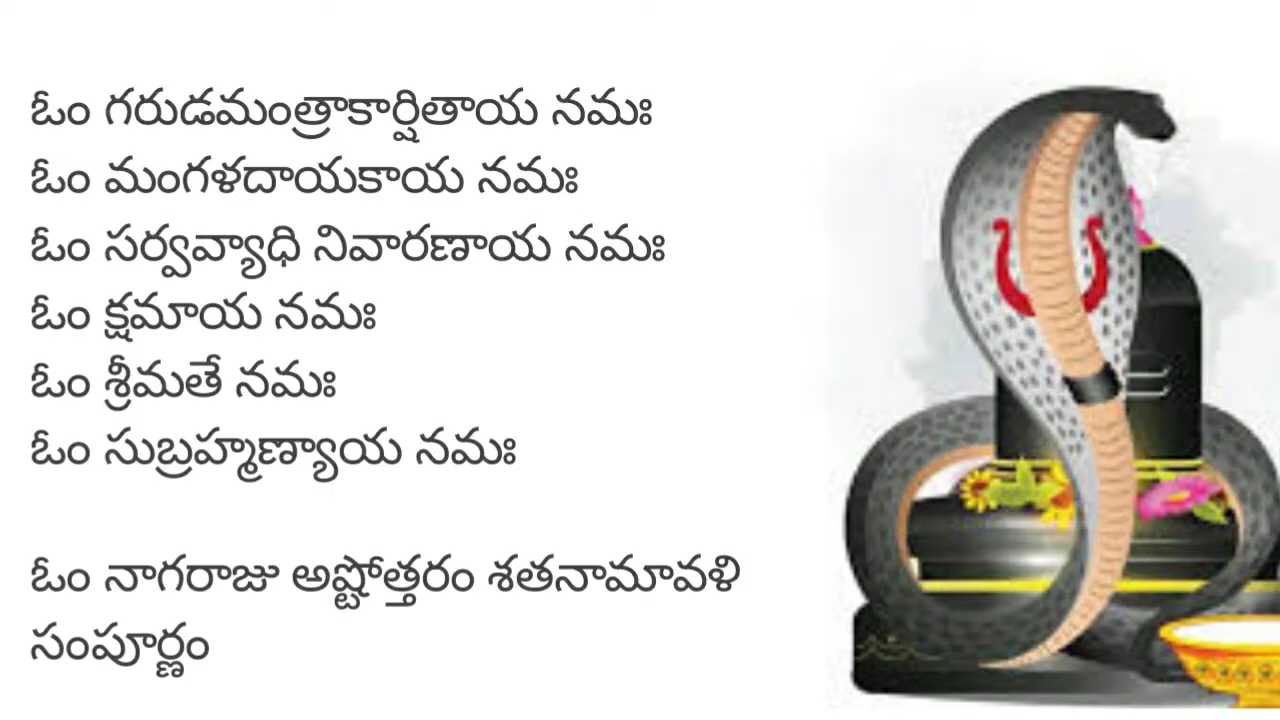 ఓం గరుడమంత్రాకార్షితాయ నమః
ఓం మంగళదాయకాయ నమః
ఓం సర్వవ్యాధి నివారణాయ నమః
ఓం క్షమాయ నమః
ఓం శ్రీమతే నమః
ఓం సుబ్రహ్మణ్యాయ నమః
ఓం నాగరాజు అష్టోత్తరం శతనామావళి
సంపూర్ణం